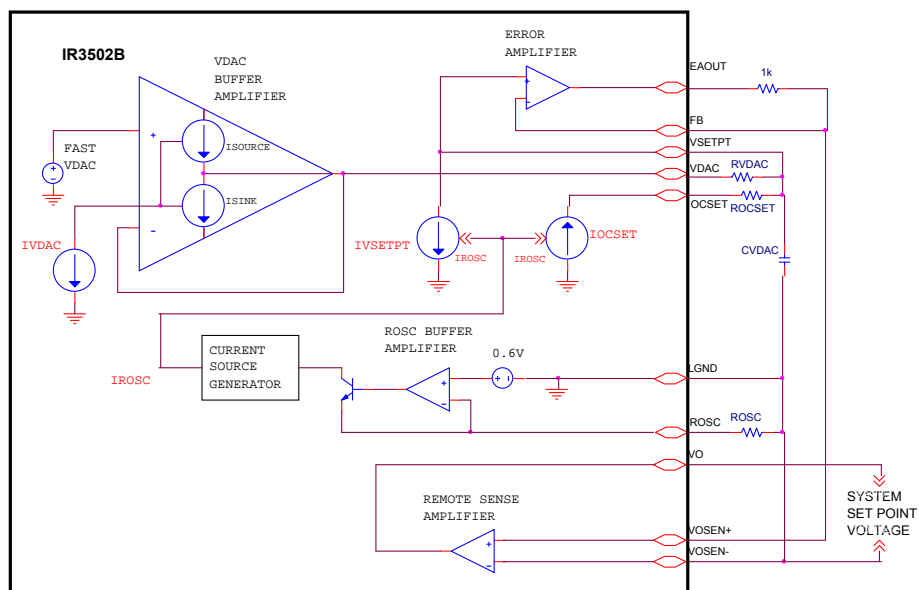 IR3502B
VDAC
BUFFER
AMPLIFIER
ERROR
AMPLIFIER
EAOUT
1k
+
-
FB
FAST
VDAC
+
-
+
ISOURCE
VSETPT
VDAC
RVDAC
ISINK
OCSET
ROCSET
-
IVDAC
IVSETPT
IROSC
IROSC
IOCSET
CVDAC
ROSC BUFFER
AMPLIFIER
0.6V
CURRENT
SOURCE
GENERATOR
IROSC
+
-
+
-
LGND
ROSC
ROSC
VO
REMOTE SENSE
AMPLIFIER
SYSTEM
SET POINT
VOLTAGE
+
-
VOSEN+
VOSEN-